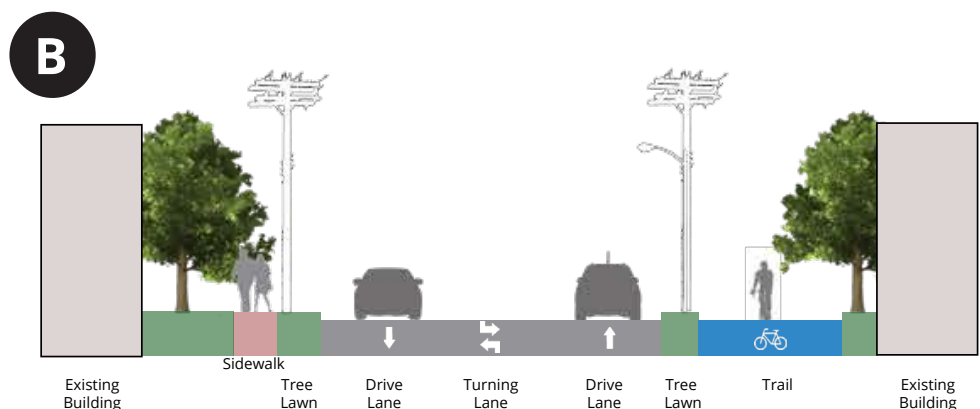 B
Sidewalk
Existing
Building
Tree
Lawn
Drive
Lane
Turning
Lane
Drive
Lane
Tree
Lawn
Trail
Existing
Building